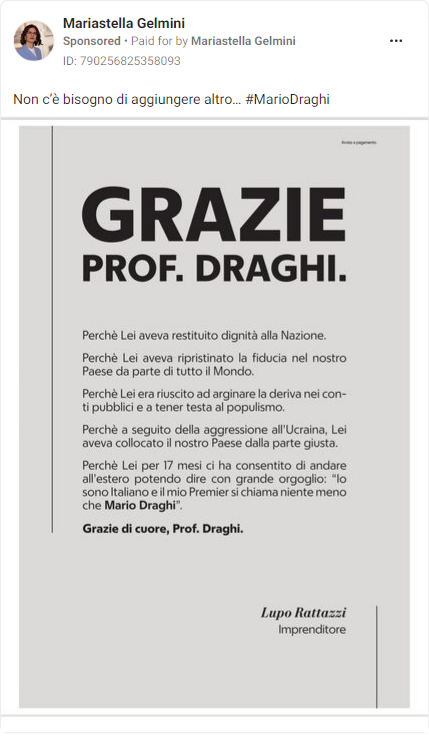 Mariastella Gelmini
Sponsored • Paid for by Mariastella Gelmini
ID: 790256825358093
Non c'è bisogno di aggiungere altro... #MarioDraghi
Avviso a pagamento
GRAZIE
PROF. DRAGHI.
Perchè Lei aveva restituito dignità alla Nazione.
Perchè Lei aveva ripristinato la fiducia nel nostro
Paese da parte di tutto il Mondo.
Perchè Lei era riuscito ad arginare la deriva nei con-
ti pubblici e a tener testa al populismo.
Perchè a seguito della aggressione all'Ucraina, Lei
aveva collocato il nostro Paese dalla parte giusta.
Perchè Lei per 17 mesi ci ha consentito di andare
all'estero potendo dire con grande orgoglio: "Io
sono Italiano e il mio Premier si chiama niente meno
che Mario Draghi".
Grazie di cuore, Prof. Draghi.
Lupo Rattazzi
Imprenditore